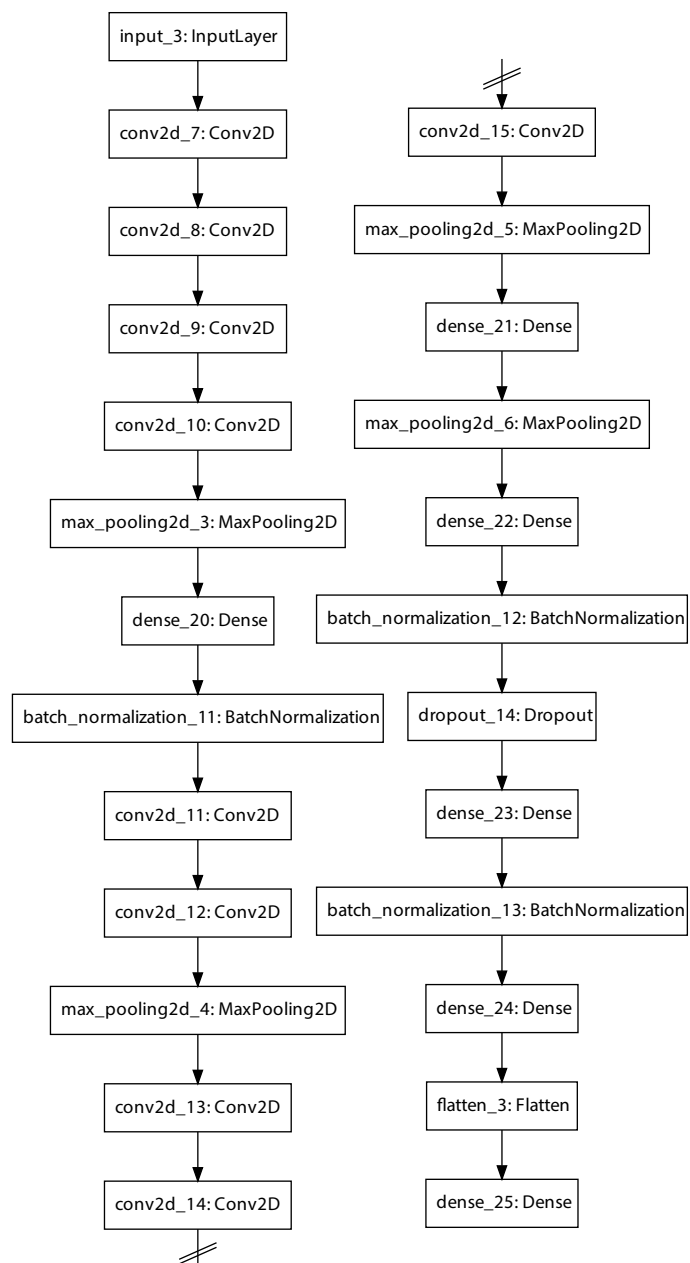 input_3: InputLayer
conv2d_7: Conv2D
conv2d_8: Conv2D
conv2d_9: Conv2D
conv2d_10: Conv2D
max_pooling2d_3: MaxPooling2D
dense_20: Dense
batch_normalization_11: BatchNormalization
conv2d_11: Conv2D
conv2d_12: Conv2D
max_pooling2d_4: MaxPooling2D
conv2d_13: Conv2D
conv2d_14: Conv2D
conv2d_15: Conv2D
max_pooling2d_5: MaxPooling2D
dense_21: Dense
max_pooling2d_6: MaxPooling2D
dense_22: Dense
batch_normalization_12: BatchNormalization
dropout_14: Dropout
dense_23: Dense
batch_normalization_13: BatchNormalization
dense_24: Dense
flatten_3: Flatten
dense_25: Dense